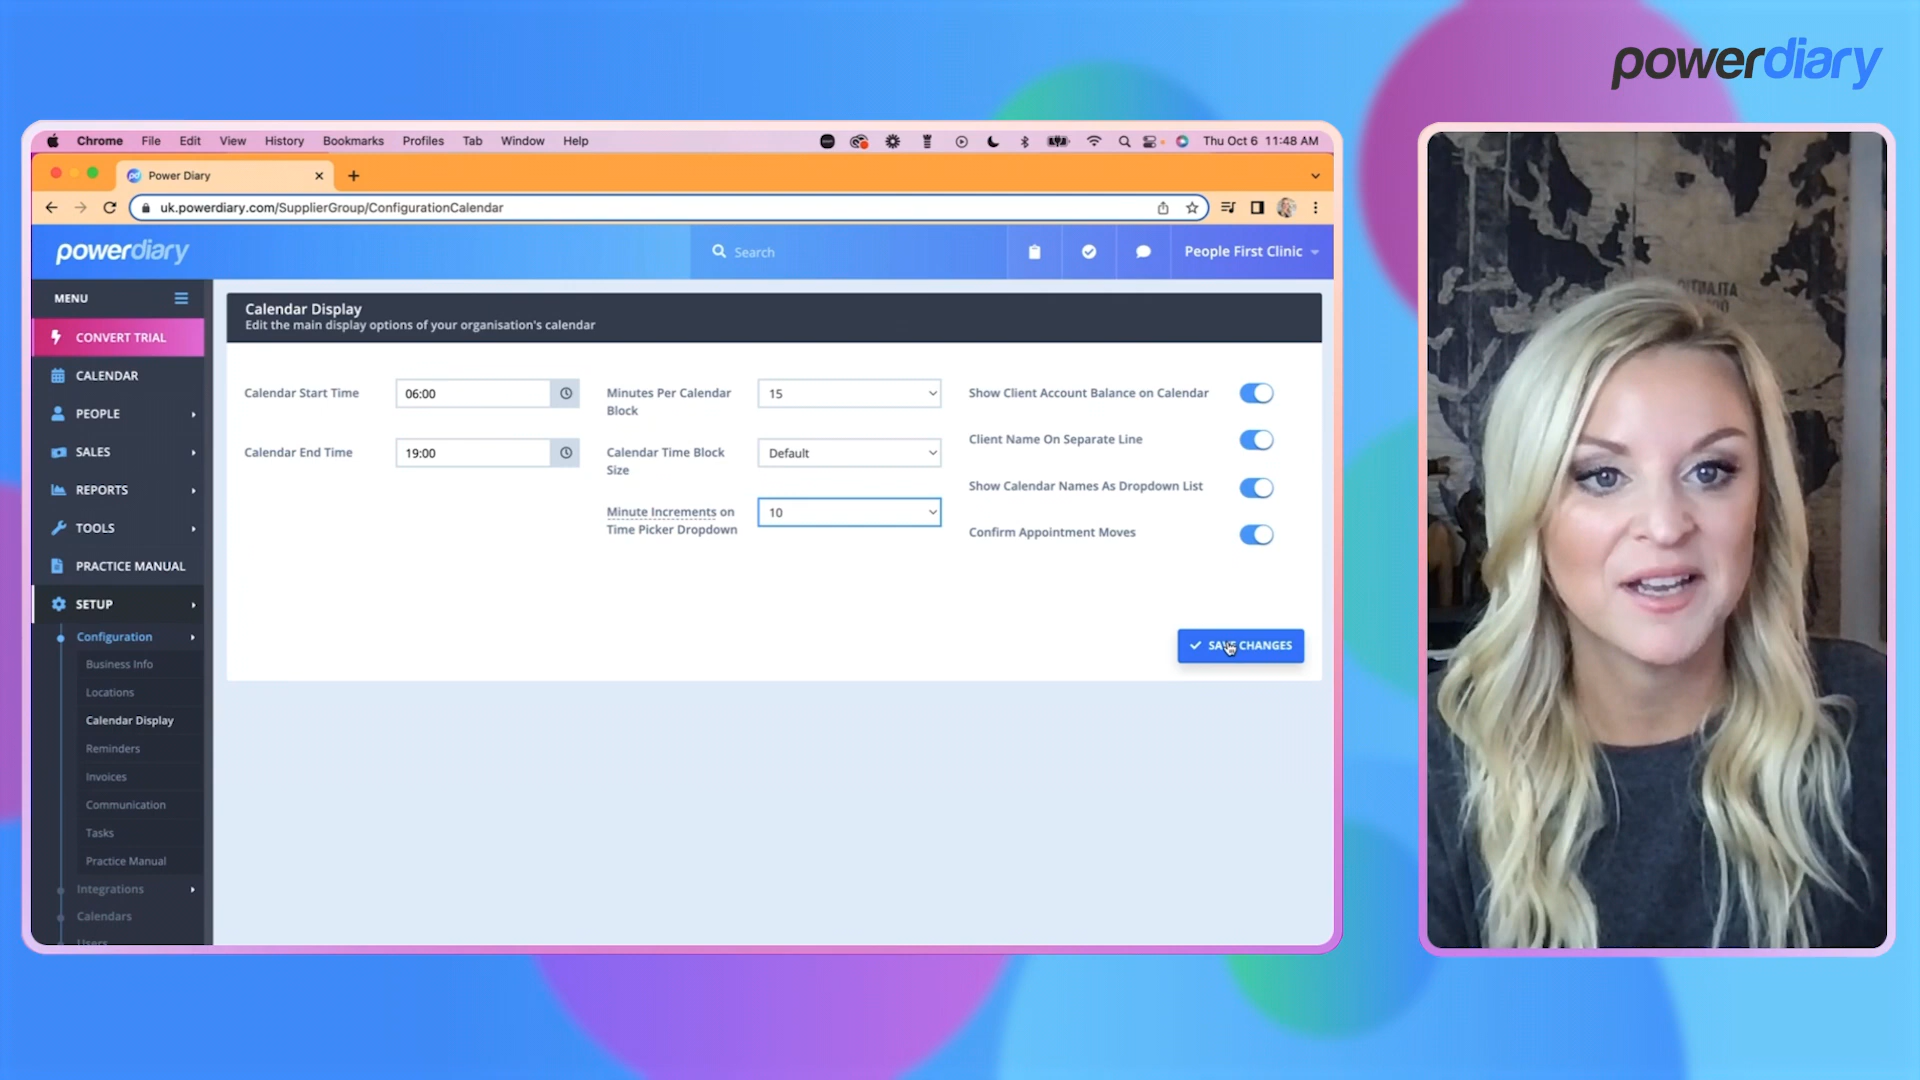 powerdiary
Chrome File Edit View History Bookmarks Profiles Tab Window Help
Thu Oct 6 11:48 AM
Power Diary
uk.powerdiary.com/SupplierGroup/ConfigurationCalendar
powerdiary
Search
People First Clinic
MENU
CONVERT TRIAL
CALENDAR
PEOPLE
SALES
REPORTS
TOOLS
PRACTICE MANUAL
SETUP
Configuration
Business Info
Locations
Calendar Display
Reminders
Invoices
Communication
Tasks
Practice Manual
Integrations
Calendars
Users
Calendar Display
Edit the main display options of your organisation's calendar
Calendar Start Time
06:00
Calendar End Time
19:00
Minutes Per Calendar
Block
15
Calendar Time Block
Size
Default
Minute Increments on
Time Picker Dropdown
10
Show Client Account Balance on Calendar
Client Name On Separate Line
Show Calendar Names As Dropdown List
Confirm Appointment Moves
SAVE CHANGES